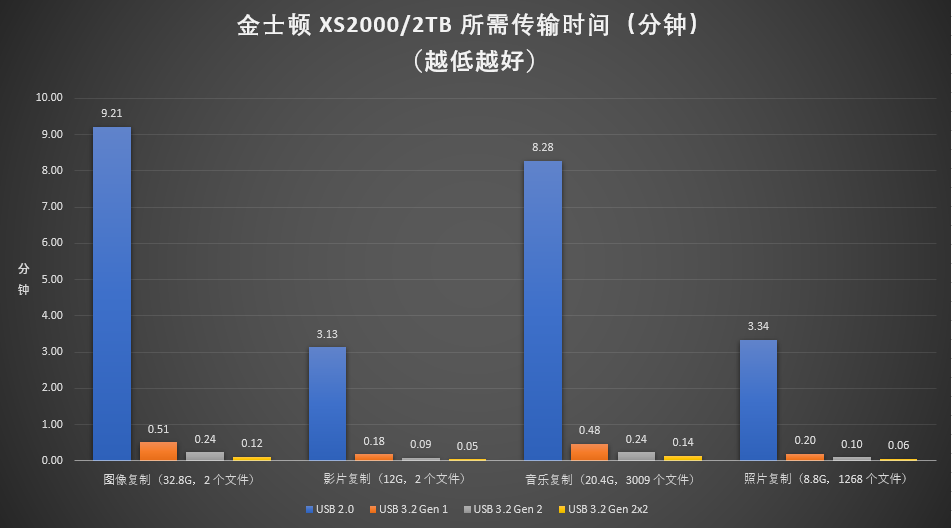 金士顿 XS2000/2TB 所需传输时间（分钟）
（越低越好）
10.00
9.00
8.00
7.00
6.00
5.00
4.00
3.00
2.00
1.00
0.00
分钟
9.21
0.51
0.24
0.12
3.13
0.18
0.09
0.05
8.28
0.48
0.24
0.14
3.34
0.20
0.10
0.06
图像复制（32.8G，2 个文件）
影片复制（12G，2 个文件）
音乐复制（20.4G，3009 个文件）
照片复制（8.8G，1268 个文件）
USB 2.0
USB 3.2 Gen 1
USB 3.2 Gen 2
USB 3.2 Gen 2x2